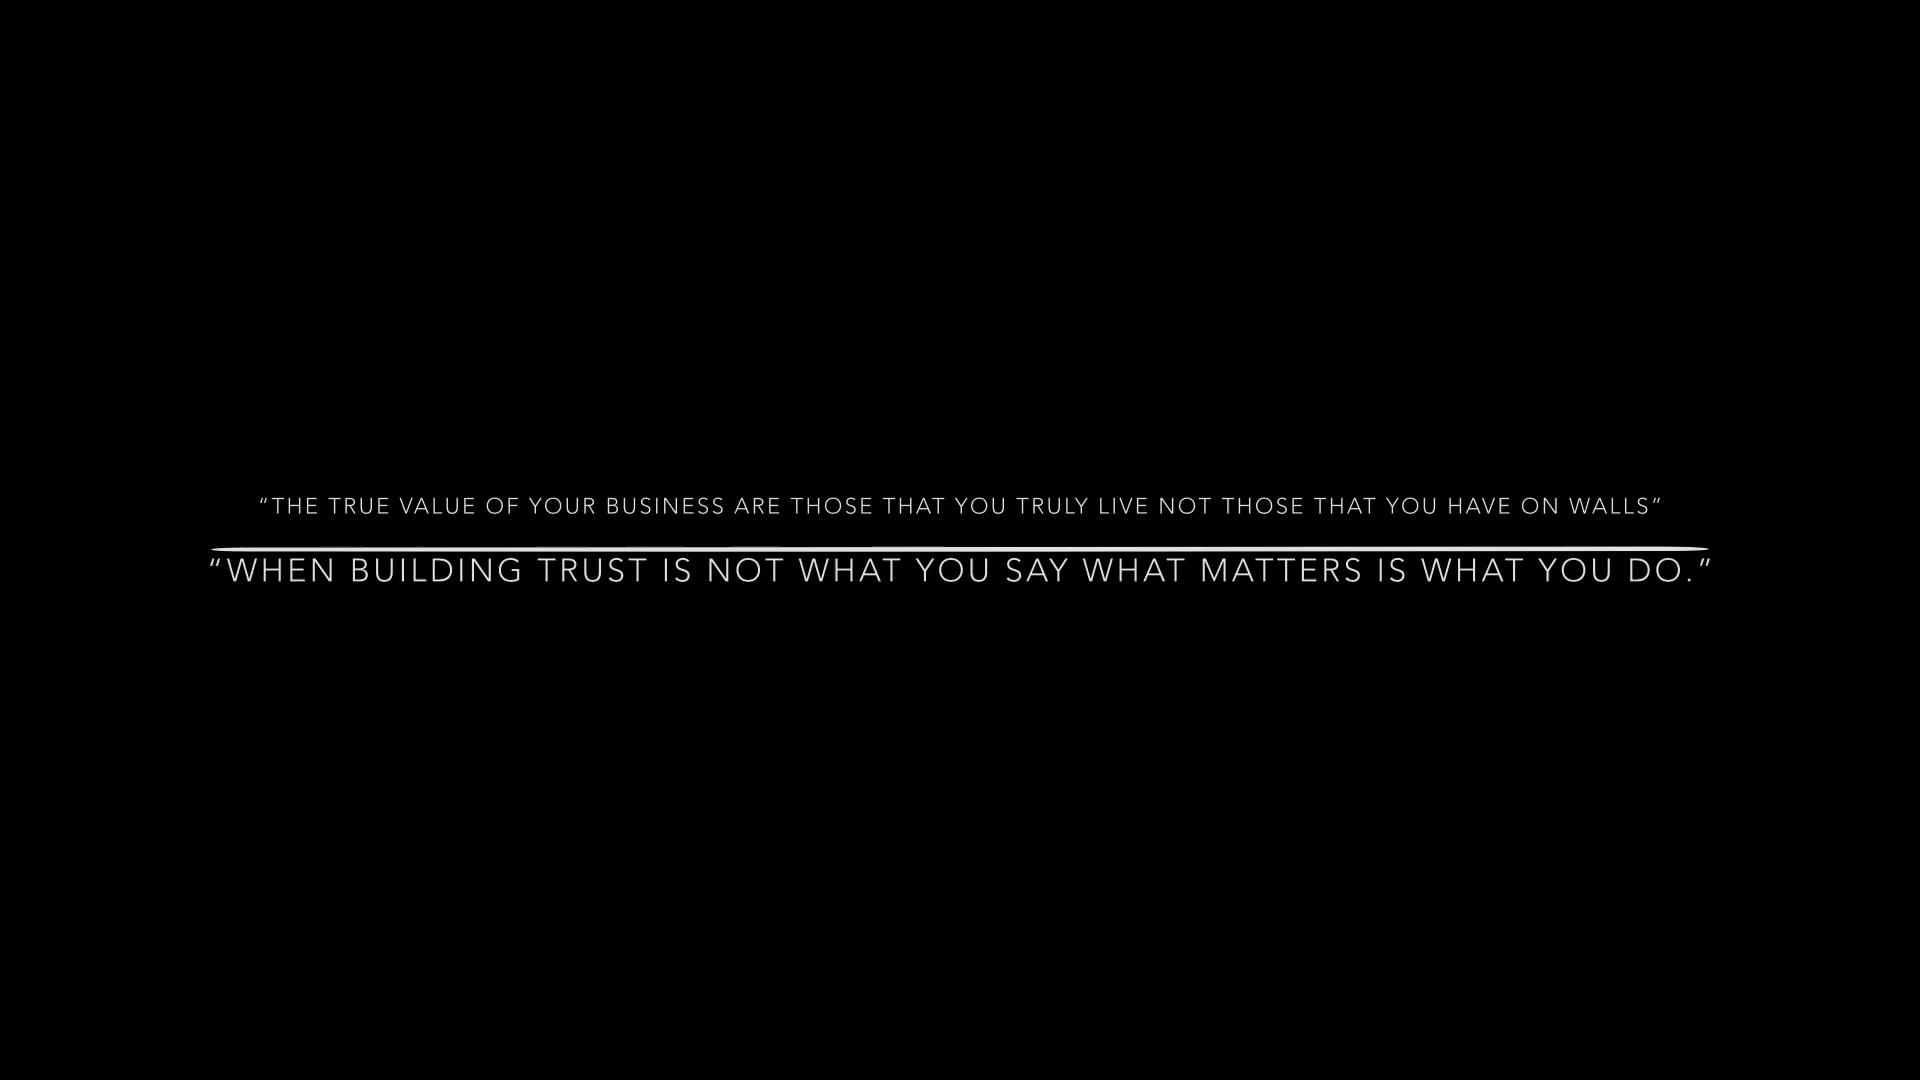 “THE TRUE VALUE OF YOUR BUSINESS ARE THOSE THAT YOU TRULY LIVE NOT THOSE THAT YOU HAVE ON WALLS”
“WHEN BUILDING TRUST IS NOT WHAT YOU SAY WHAT MATTERS IS WHAT YOU DO.”